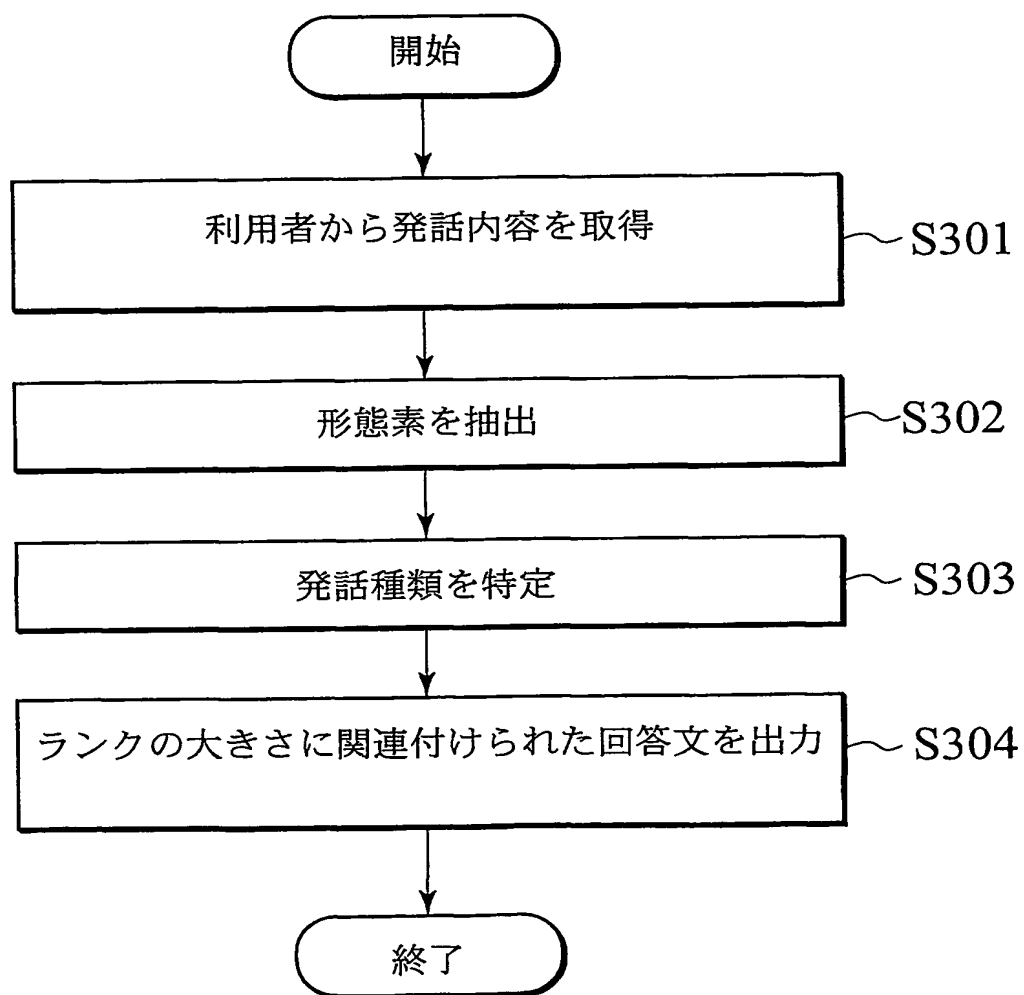 開始
利用者から発話内容を取得
S301
形態素を抽出
S302
発話種類を特定
S303
ランクの大きさに関連付けられた回答文を出力
S304
終了